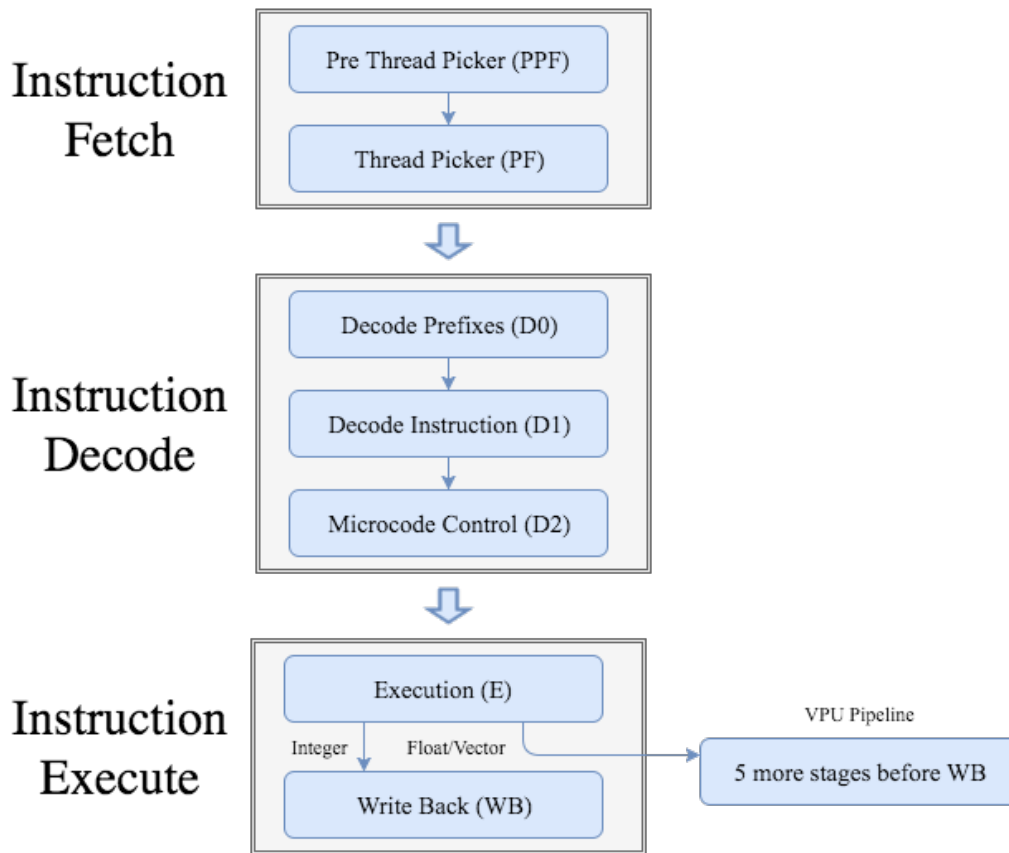 Instruction
Fetch
Pre Thread Picker (PPF)
Thread Picker (PF)
Instruction
Decode
Decode Prefixes (D0)
Decode Instruction (D1)
Microcode Control (D2)
Instruction
Execute
Execution (E)
Integer
Float/Vector
Write Back (WB)
VPU Pipeline
5 more stages before WB